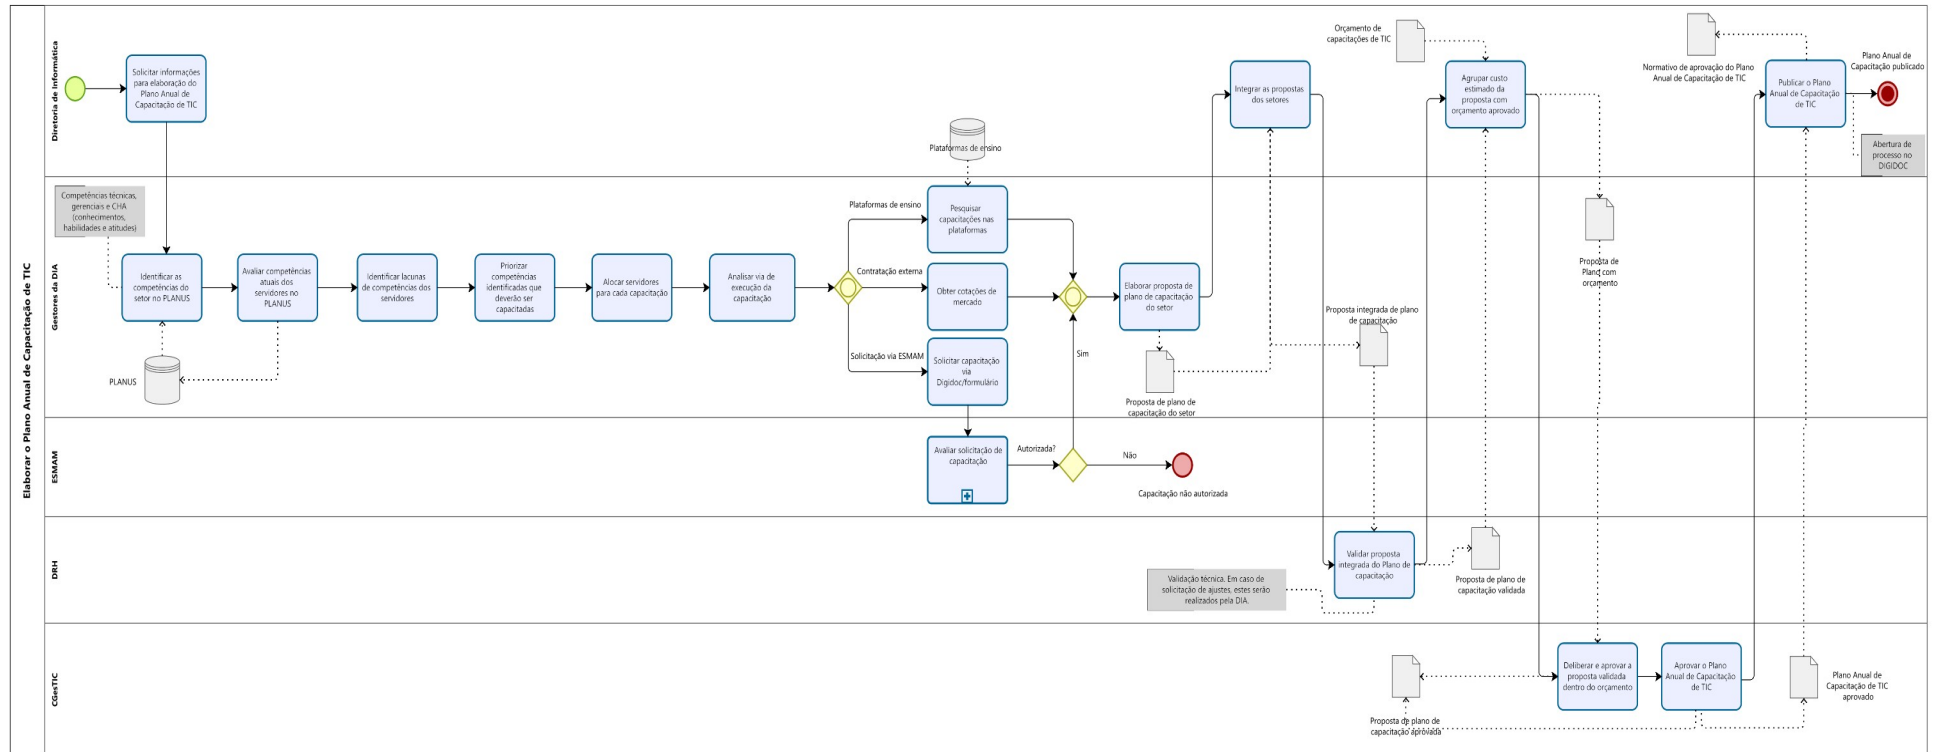 Elaborar o Plano Anual de Capacitação de TIC
Diretoria de Informática
Solicitar informações
para elaboração do
Plano Anual de
Capacitação de TIC
Plataformas de ensino
Integrar as propostas
dos setores
Orçamento de
capacitações de TIC
Agrupar custo
estimado da
proposta com
orçamento aprovado
Normativo de aprovação do Plano
Anual de Capacitação de TIC
Publicar o Plano
Anual de Capacitação
de TIC
Plano Anual de
Capacitação publicado
Abertura de
processo no
DIGIDOC
Gestores da DIA
Competências técnicas,
gerenciais e CHA
(conhecimentos,
habilidades e atitudes)
Identificar as
competências do
setor no PLANUS
PLANUS
Avaliar competências
atuais dos
servidores no
PLANUS
Identificar lacunas
de competências dos
servidores
Priorizar
competências
identificadas que
deverão ser
capacitadas
Alocar servidores
para cada capacitação
Analisar via de
execução da
capacitação
Plataformas de ensino
Pesquisar
capacitações nas
plataformas
Contratação externa
Obter cotações de
mercado
Solicitação via ESMAM
Solicitar capacitação
via
Digidoc/formulário
Sim
Elaborar proposta de
plano de capacitação
do setor
Proposta de plano de
capacitação do setor
Proposta integrada de plano
de capacitação
Proposta de
Plano com
orçamento
ESMAM
Avaliar solicitação de
capacitação
Autorizada?
Não
Capacitação não autorizada
DRH
Validação técnica. Em caso de
solicitação de ajustes, estes serão
realizados pela DIA.
Validar proposta
integrada do Plano de
capacitação
Proposta de plano de
capacitação validada
CGesTIC
Proposta de plano de
capacitação aprovada
Deliberar e aprovar a
proposta validada
dentro do orçamento
Aprovar o Plano
Anual de Capacitação
de TIC
Plano Anual de
Capacitação de TIC
aprovado